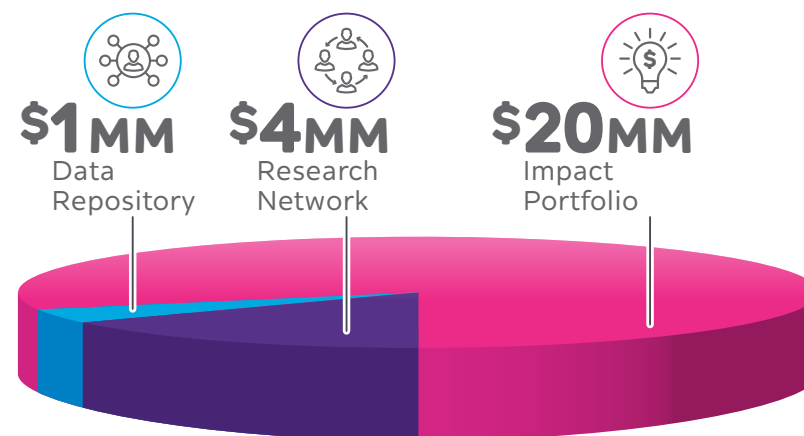 $1MM
Data
Repository
$4MM
Research
Network
$20MM
Impact
Portfolio
$